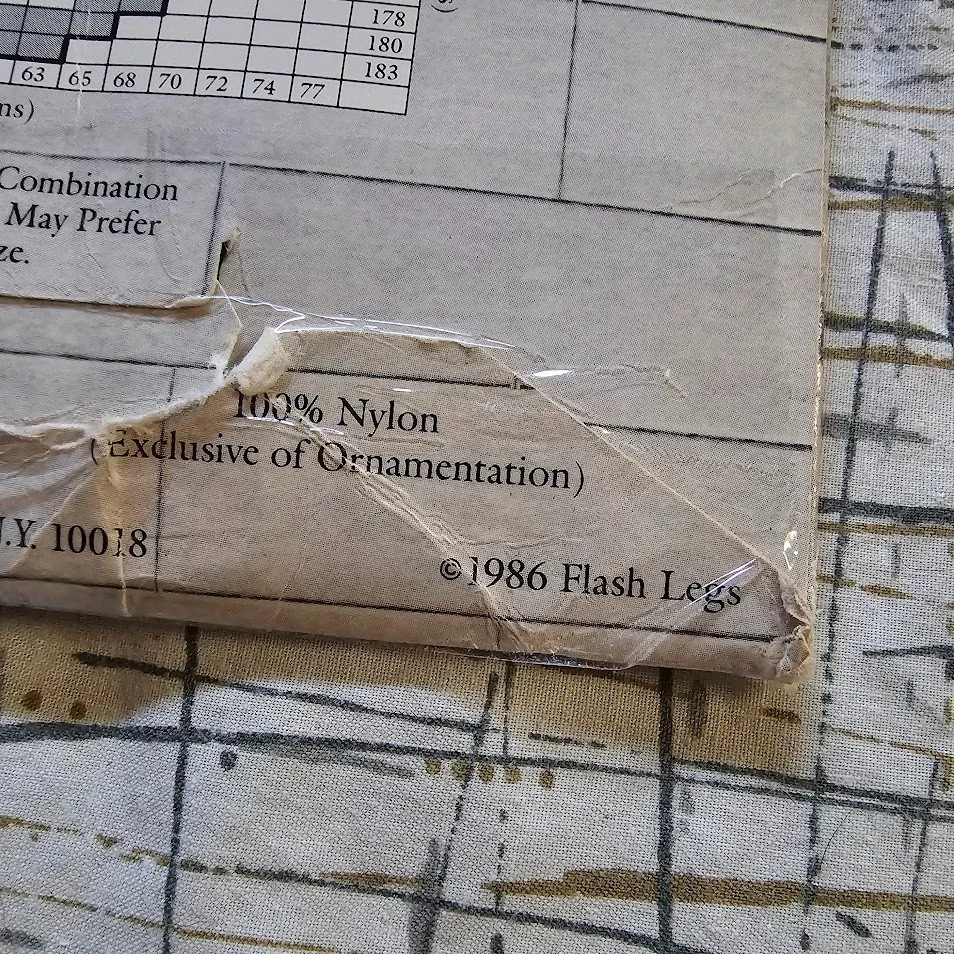 178
180
183
63 65 68 70 72 74 77
ms)
Combination
May Prefer
ze.
100% Nylon
(Exclusive of Ornamentation)
N.Y. 10018
©1986 Flash Legs